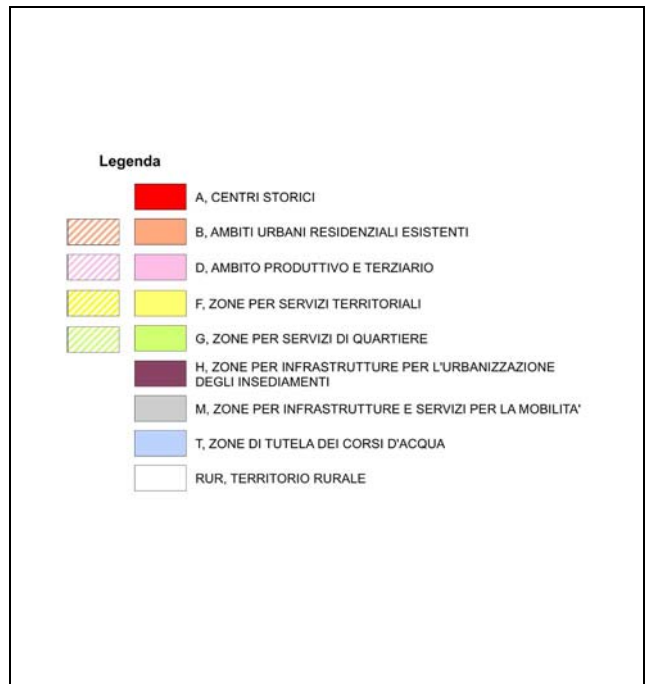 Legenda
A, CENTRI STORICI
B, AMBITI URBANI RESIDENZIALI ESISTENTI
D, AMBITO PRODUTTIVO E TERZIARIO
F, ZONE PER SERVIZI TERRITORIALI
G, ZONE PER SERVIZI DI QUARTIERE
H, ZONE PER INFRASTRUTTURE PER L'URBANIZZAZIONE
DEGLI INSEDIAMENTI
M, ZONE PER INFRASTRUTTURE E SERVIZI PER LA MOBILITA'
T, ZONE DI TUTELA DEI CORSI D'ACQUA
RUR, TERRITORIO RURALE